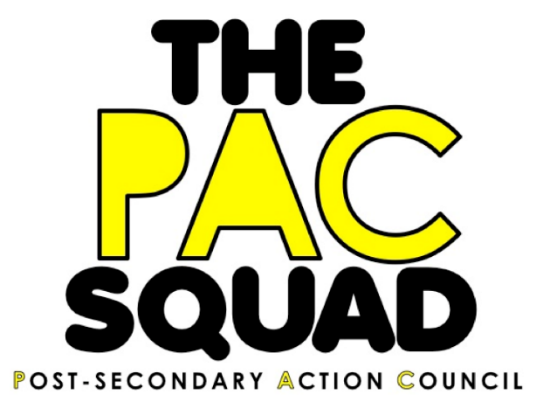 THE
PAC
SQUAD
POST-SECONDARY ACTION COUNCIL